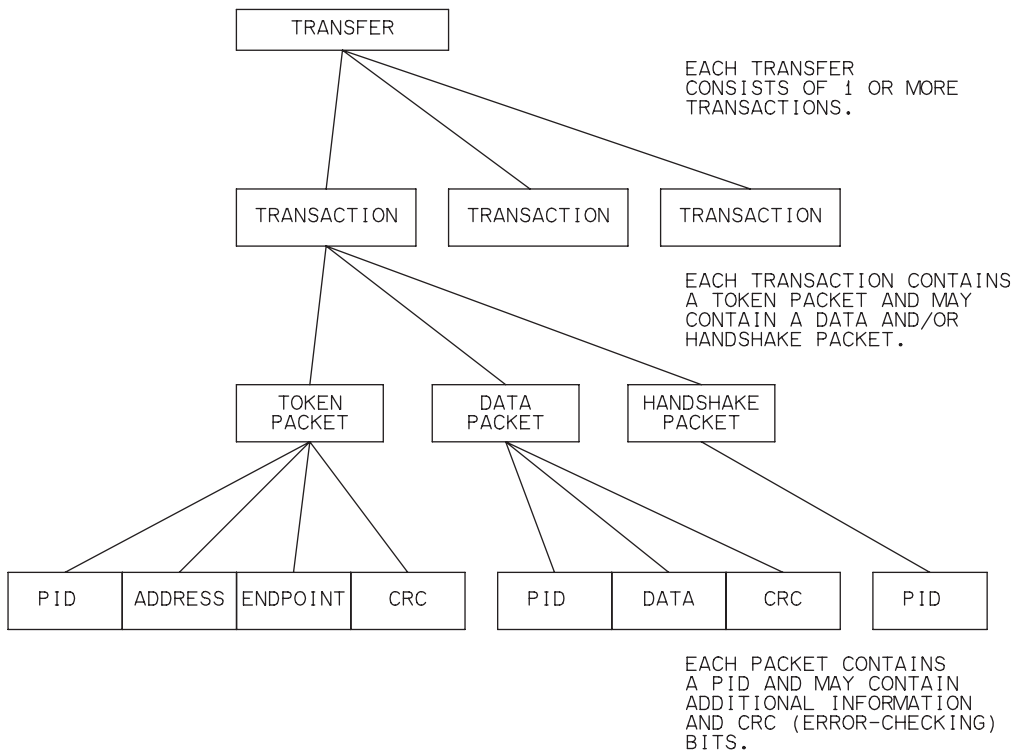 TRANSFER
EACH TRANSFER
CONSISTS OF 1 OR MORE
TRANSACTIONS.
TRANSACTION
TRANSACTION
TRANSACTION
EACH TRANSACTION CONTAINS
A TOKEN PACKET AND MAY
CONTAIN A DATA AND/OR
HANDSHAKE PACKET.
TOKEN
PACKET
DATA
PACKET
HANDSHAKE
PACKET
PID
ADDRESS
ENDPOINT
CRC
PID
DATA
CRC
PID
EACH PACKET CONTAINS
A PID AND MAY CONTAIN
ADDITIONAL INFORMATION
AND CRC (ERROR-CHECKING)
BITS.